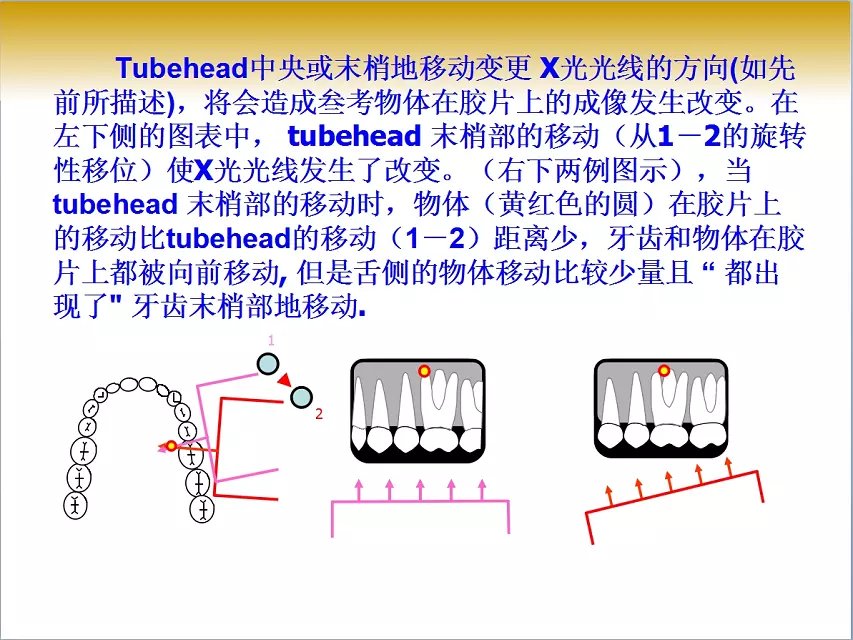 Tubehead中央或末梢地移动变更 X光光线的方向(如先
前所描述)，将会造成叁考物体在胶片上的成像发生改变。在
左下侧的图表中， tubehead 末梢部的移动（从1－2的旋转
性移位）使X光光线发生了改变。（右下两例图示），当
tubehead 末梢部的移动时，物体（黄红色的圆）在胶片上
的移动比tubehead的移动（1－2）距离少，牙齿和物体在胶
片上都被向前移动, 但是舌侧的物体移动比较少量且 “ 都出
现了" 牙齿末梢部地移动.
1
2